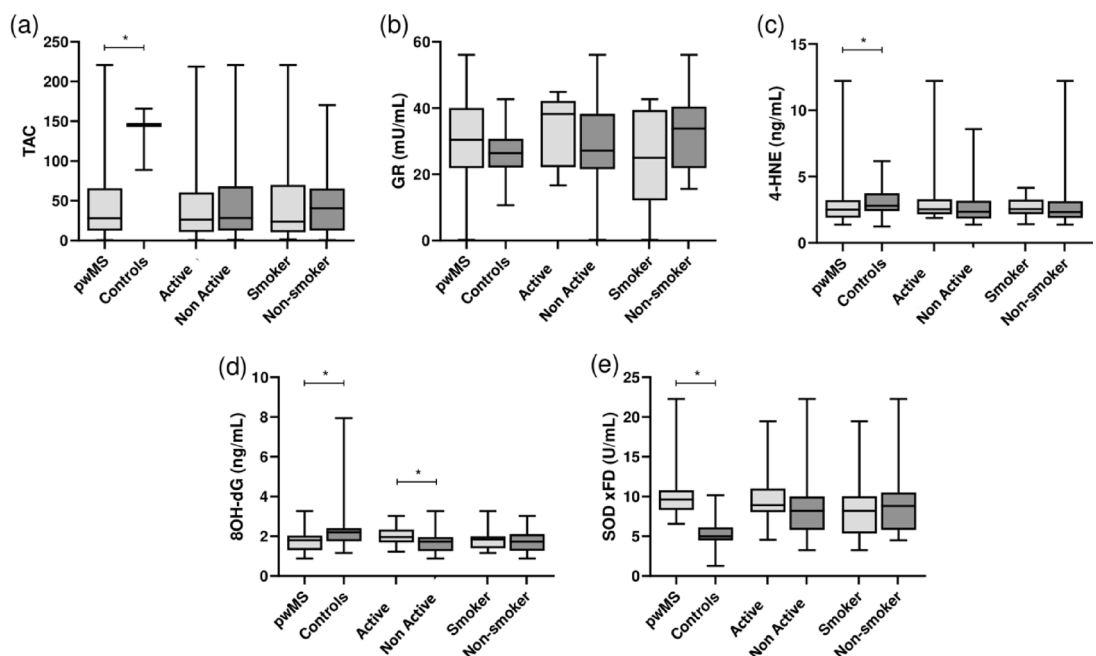 (a)
*
TAC
250
200
150
100
50
0
pwMS
Controls
Active
Non Active
Smoker
Non-smoker
(b)
GR (mU/mL)
60
40
20
0
pwMS
Controls
Active
Non Active
Smoker
Non-smoker
(c)
*
4-HNE (ng/mL)
15
10
5
0
pwMS
Controls
Active
Non Active
Smoker
Non-smoker
(d)
*
*
8OH-dG (ng/mL)
10
8
6
4
2
0
pwMS
Controls
Active
Non Active
Smoker
Non-smoker
(e)
*
SOD xFD (U/mL)
25
20
15
10
5
0
pwMS
Controls
Active
Non Active
Smoker
Non-smoker